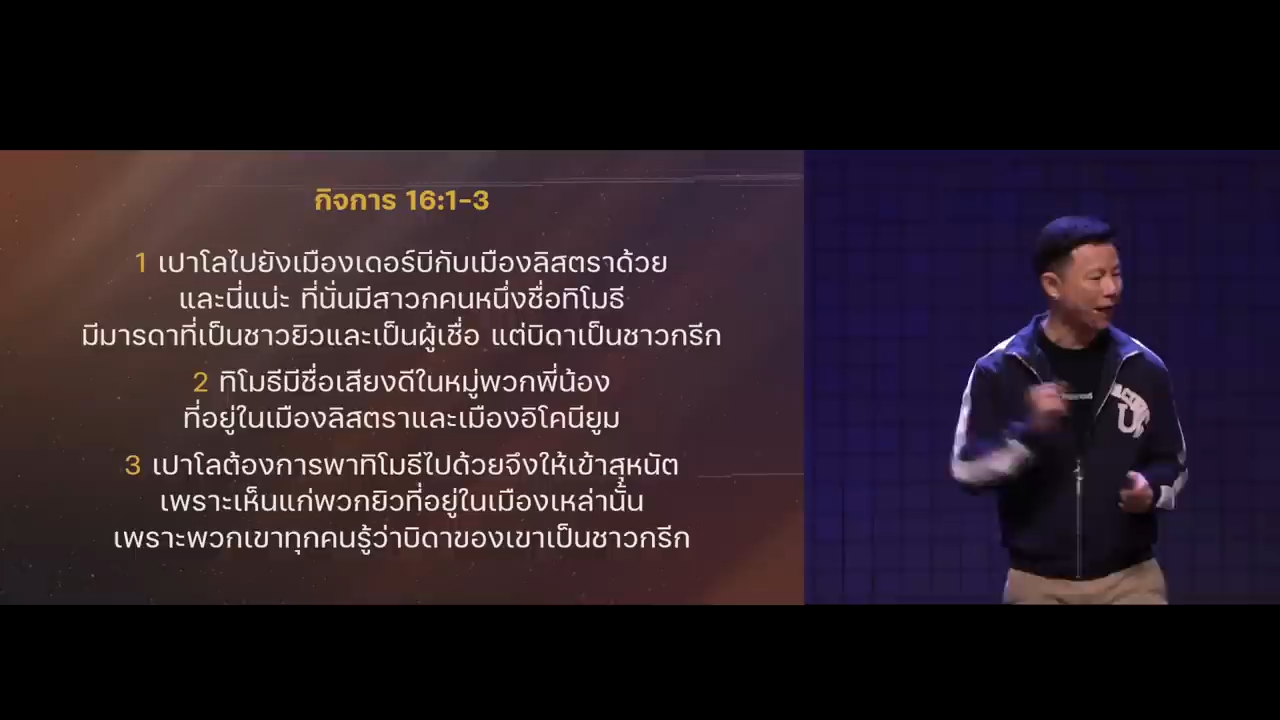 กิจการ 16:1-3
1 เปาโลไปยังเมืองเดอร์บีกับเมืองลิสตราด้วย
และนี่แน่ะ ที่นั่นมีสาวกคนหนึ่งชื่อทิโมธี
มีมารดาที่เป็นชาวยิวและเป็นผู้เชื่อ แต่บิดาเป็นชาวกรีก
2 ทิโมธีมีชื่อเสียงดีในหมู่พวกพี่น้อง
ที่อยู่ในเมืองลิสตราและเมืองอิโคนียูม
3 เปาโลต้องการพาทิโมธีไปด้วยจึงให้เข้าสุหนัต
เพราะเห็นแก่พวกยิวที่อยู่ในเมืองเหล่านั้น
เพราะพวกเขาทุกคนรู้ว่าบิดาของเขาเป็นชาวกรีก